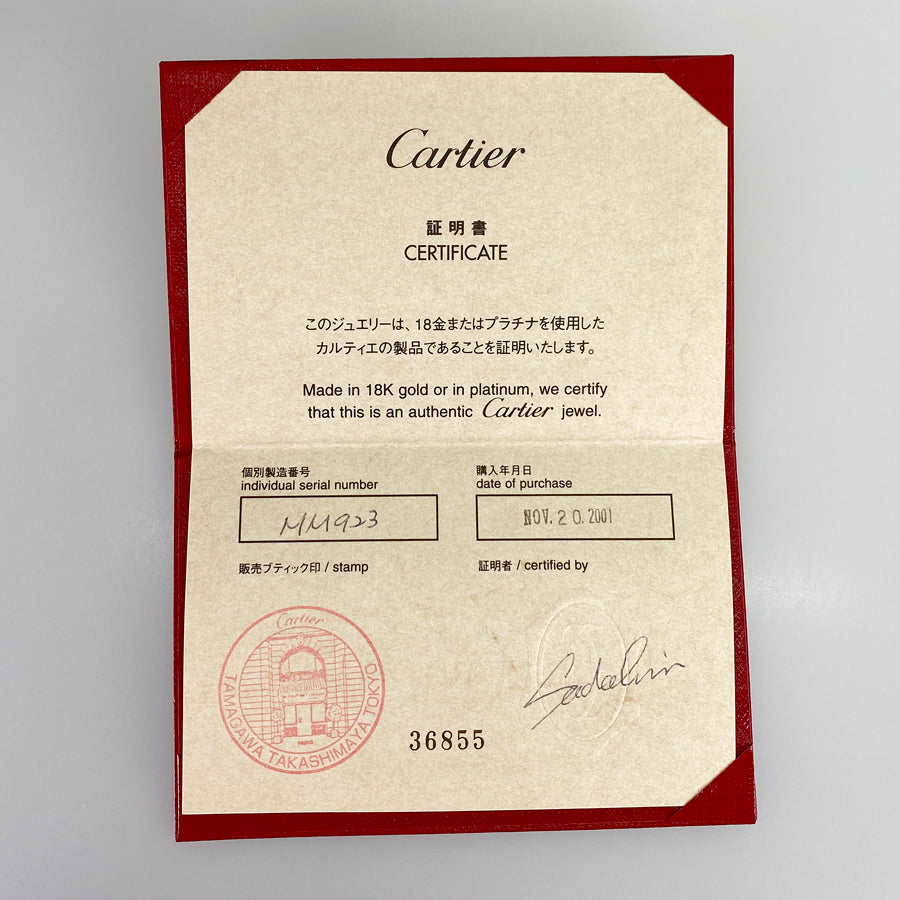 Cartier
証明書
CERTIFICATE
このジュエリーは、18金またはプラチナを使用した
カルティエの製品であることを証明いたします。
Made in 18K gold or in platinum, we certify
that this is an authentic Cartier jewel.
個別製造番号
individual serial number
MM923
購入年月日
date of purchase
NOV. 20. 2001
販売ブティック印 / stamp
証明者 / certified by
Cartier
PARIS
TAMAGAWA TAKASHIMAYA TOKYO
36855